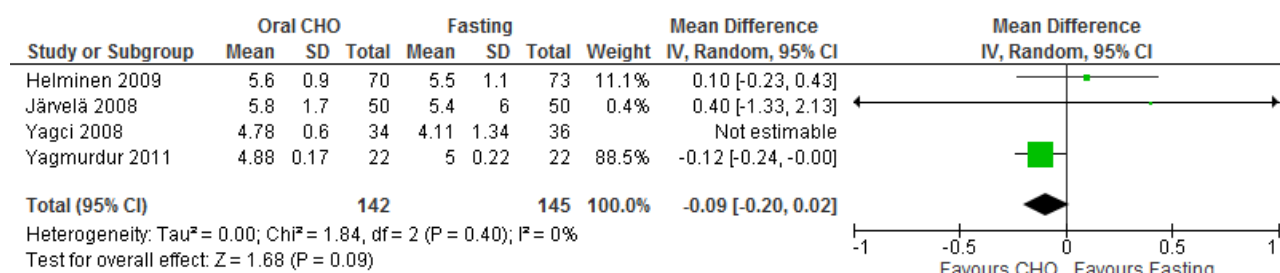 Oral CHO Fasting Mean Difference Mean Difference
Study or Subgroup Mean SD Total Mean SD Total Weight IV, Random, 95% CI IV, Random, 95% CI
Helminen 2009 5.6 0.9 70 5.5 1.1 73 11.1% 0.10 [-0.23, 0.43]
Järvelä 2008 5.8 1.7 50 5.4 6 50 0.4% 0.40 [-1.33, 2.13]
Yagci 2008 4.78 0.6 34 4.11 1.34 36 Not estimable
Yagmurdur 2011 4.88 0.17 22 5 0.22 22 88.5% -0.12 [-0.24, -0.00]
Total (95% CI) 142 145 100.0% -0.09 [-0.20, 0.02]
Heterogeneity: Tau² = 0.00; Chi² = 1.84, df = 2 (P = 0.40); I² = 0%
Test for overall effect: Z = 1.68 (P = 0.09)
-1 -0.5 0 0.5 1
Favours CHO Favours Fasting